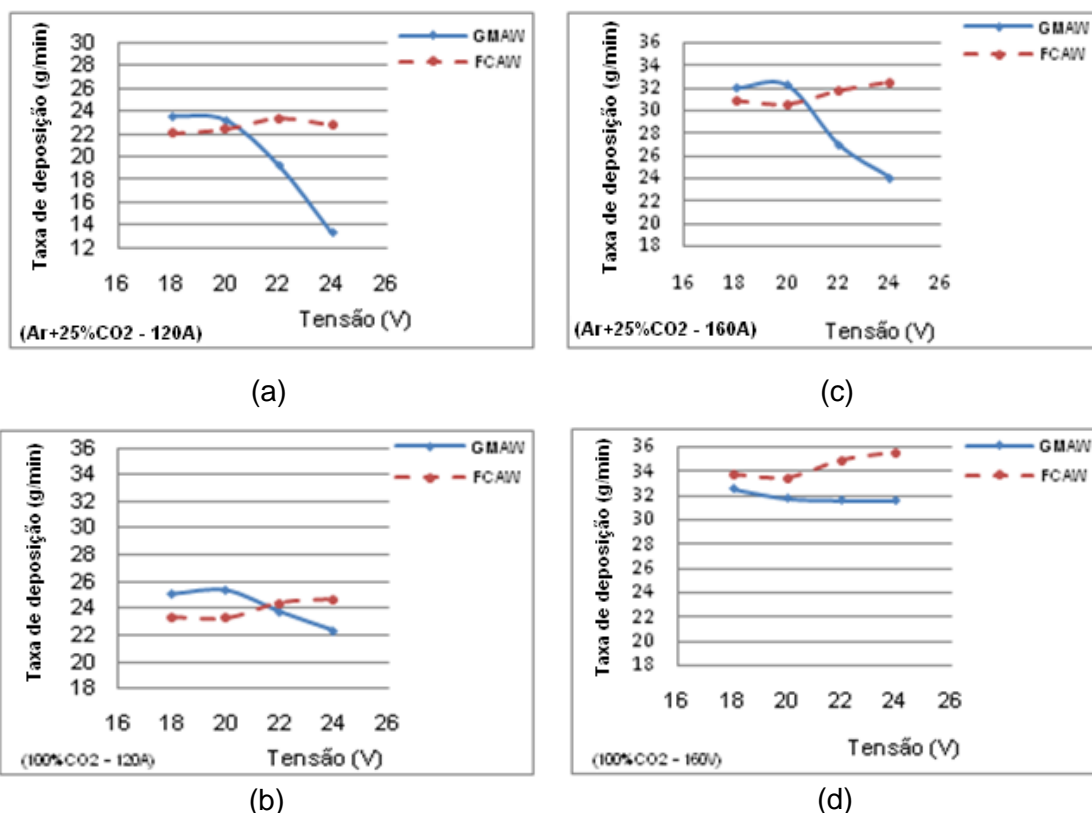 Taxa de deposição (g/min)
30
28
26
24
22
20
18
16
14
12
16 18 20 22 24 26
Tensão (V)
(Ar+25%CO2 - 120A)
GMAW
FCAW
(a)
Taxa de deposição (g/min)
36
34
32
30
28
26
24
22
20
18
16 18 20 22 24 26
Tensão (V)
(Ar+25%CO2 - 160A)
GMAW
FCAW
(c)
Taxa de deposição (g/min)
36
34
32
30
28
26
24
22
20
18
16 18 20 22 24 26
Tensão (V)
(100%CO2 - 120A)
GMAW
FCAW
(b)
Taxa de deposição (g/min)
36
34
32
30
28
26
24
22
20
18
16 18 20 22 24 26
Tensão (V)
(100%CO2 - 160V)
GMAW
FCAW
(d)